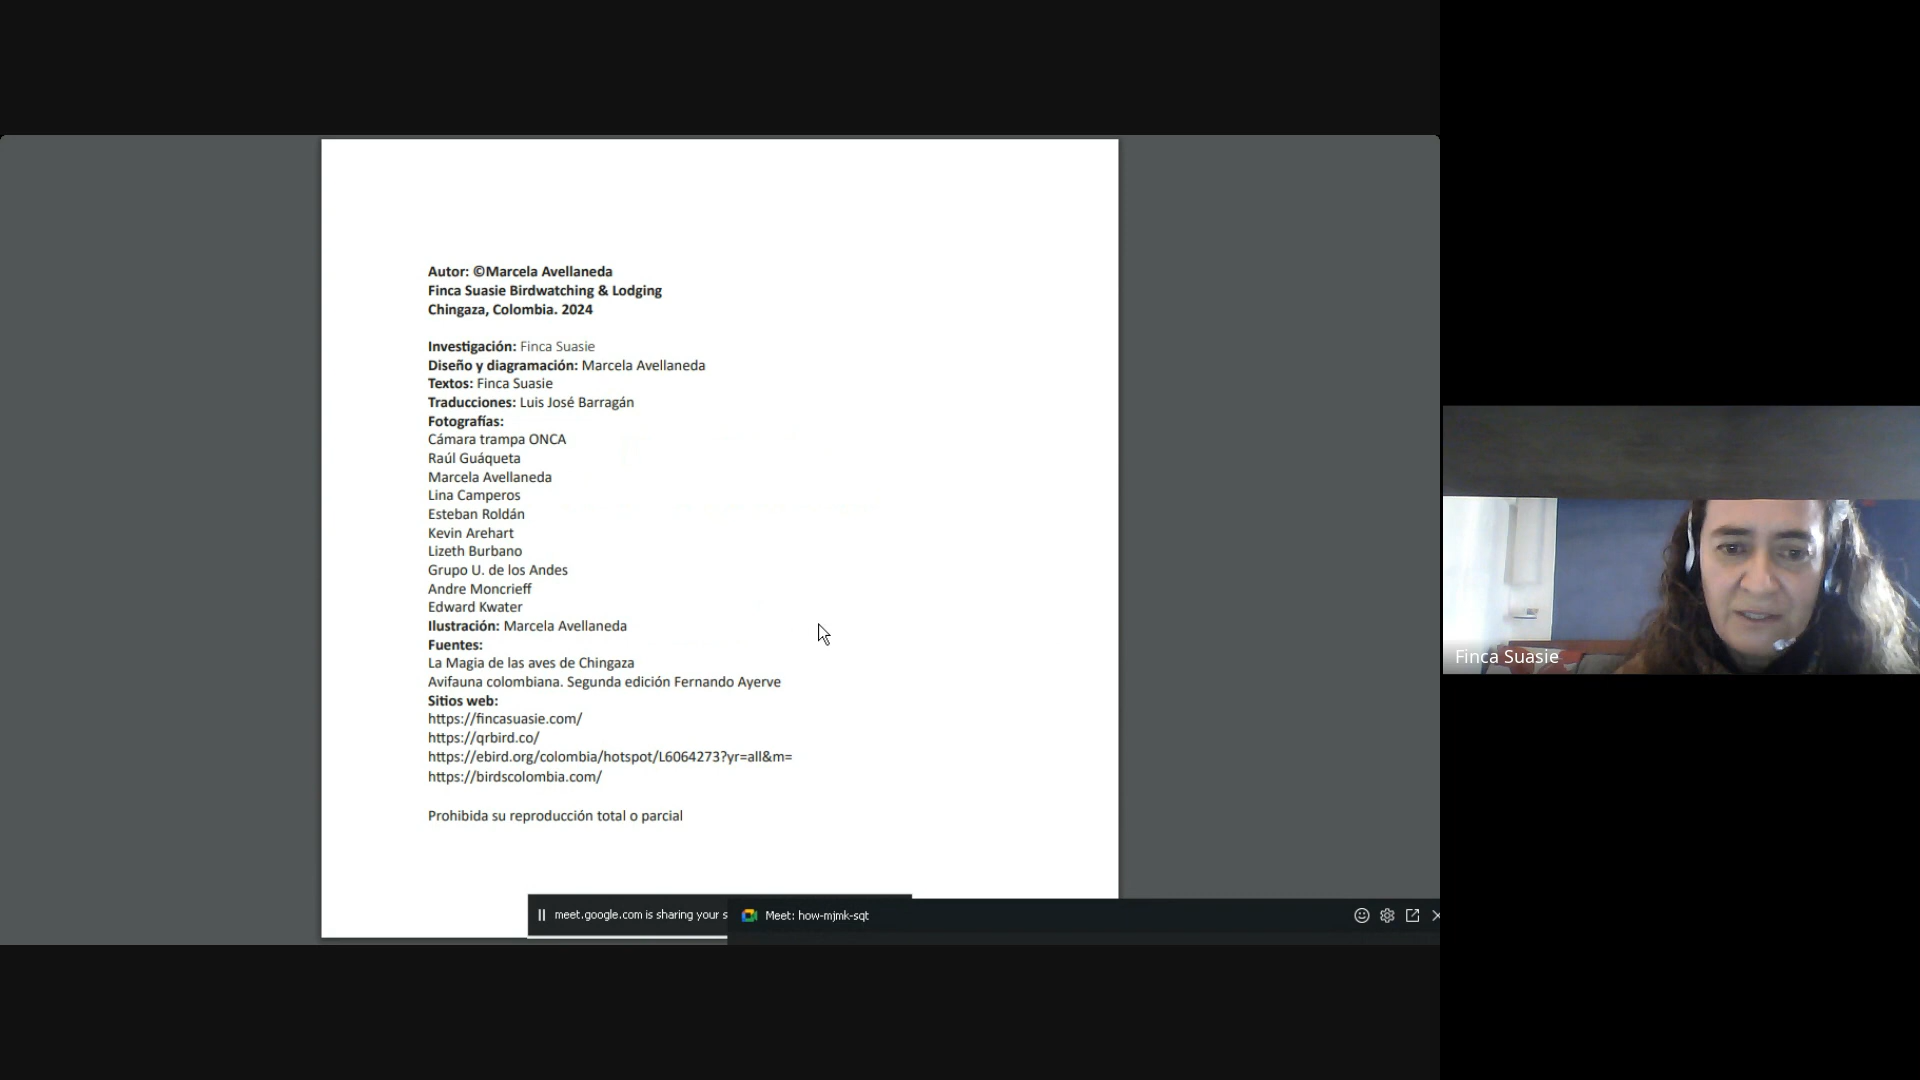 Autor: ©Marcela Avellaneda
Finca Suasie Birdwatching & Lodging
Chingaza, Colombia. 2024
Investigación: Finca Suasie
Diseño y diagramación: Marcela Avellaneda
Textos: Finca Suasie
Traducciones: Luis José Barragán
Fotografías:
Cámara trampa ONCA
Raúl Guáqueta
Marcela Avellaneda
Lina Camperos
Esteban Roldán
Kevin Arehart
Lizeth Burbano
Grupo U. de los Andes
Andre Moncrieff
Edward Kwater
Ilustración: Marcela Avellaneda
Fuentes:
La Magia de las aves de Chingaza
Avifauna colombiana. Segunda edición Fernando Ayerve
Sitios web:
https://fincasuasie.com/
https://qrbird.co/
https://ebird.org/colombia/hotspot/L6064273?yr=all&m=
https://birdscolombia.com/
Prohibida su reproducción total o parcial
meet.google.com is sharing your s
Meet: how-mjmk-sqt
Finca Suasie